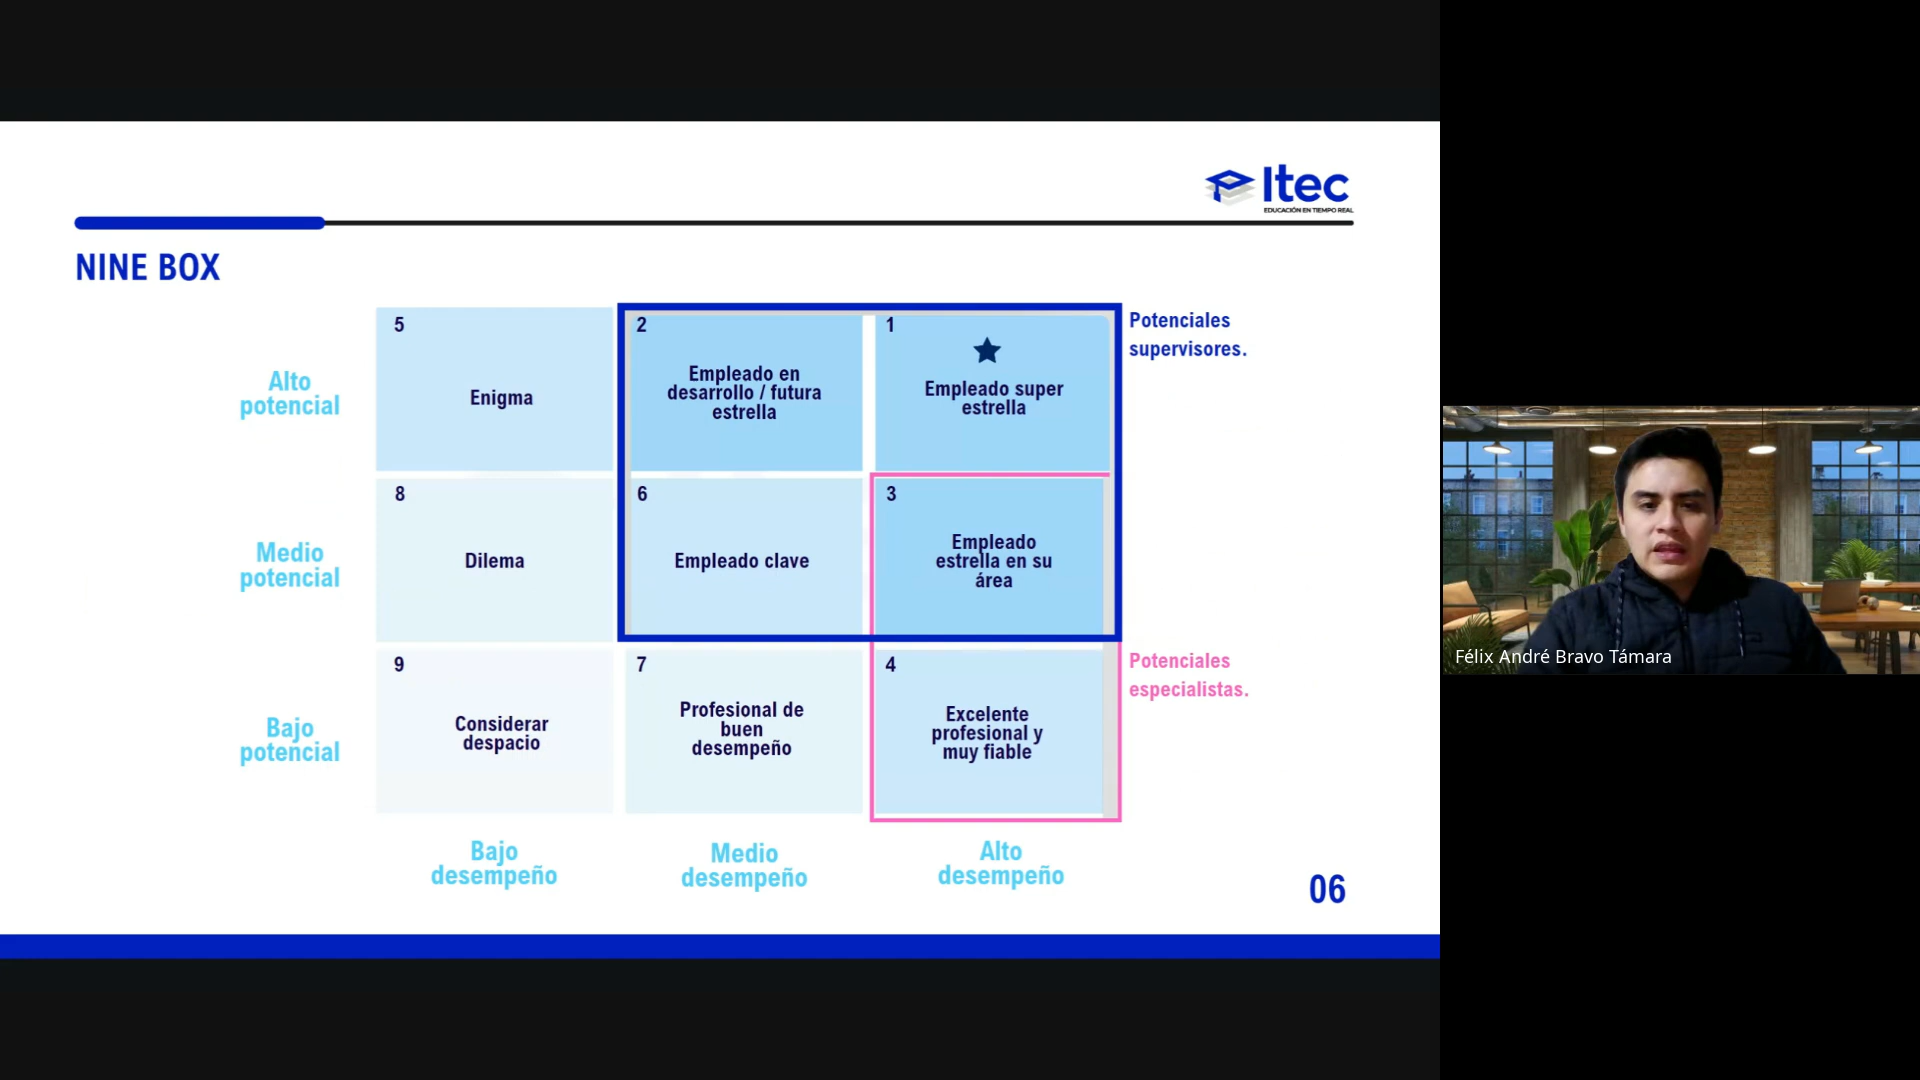 Itec
EDUCACIÓN EN TIEMPO REAL
NINE BOX
Alto
potencial
5
Enigma
2
Empleado en
desarrollo / futura
estrella
1
Empleado super
estrella
Potenciales
supervisores.
Medio
potencial
8
Dilema
6
Empleado clave
3
Empleado
estrella en su
área
Bajo
potencial
9
Considerar
despacio
7
Profesional de
buen
desempeño
4
Excelente
profesional y
muy fiable
Potenciales
especialistas.
Bajo
desempeño
Medio
desempeño
Alto
desempeño
06
Félix André Bravo Támara